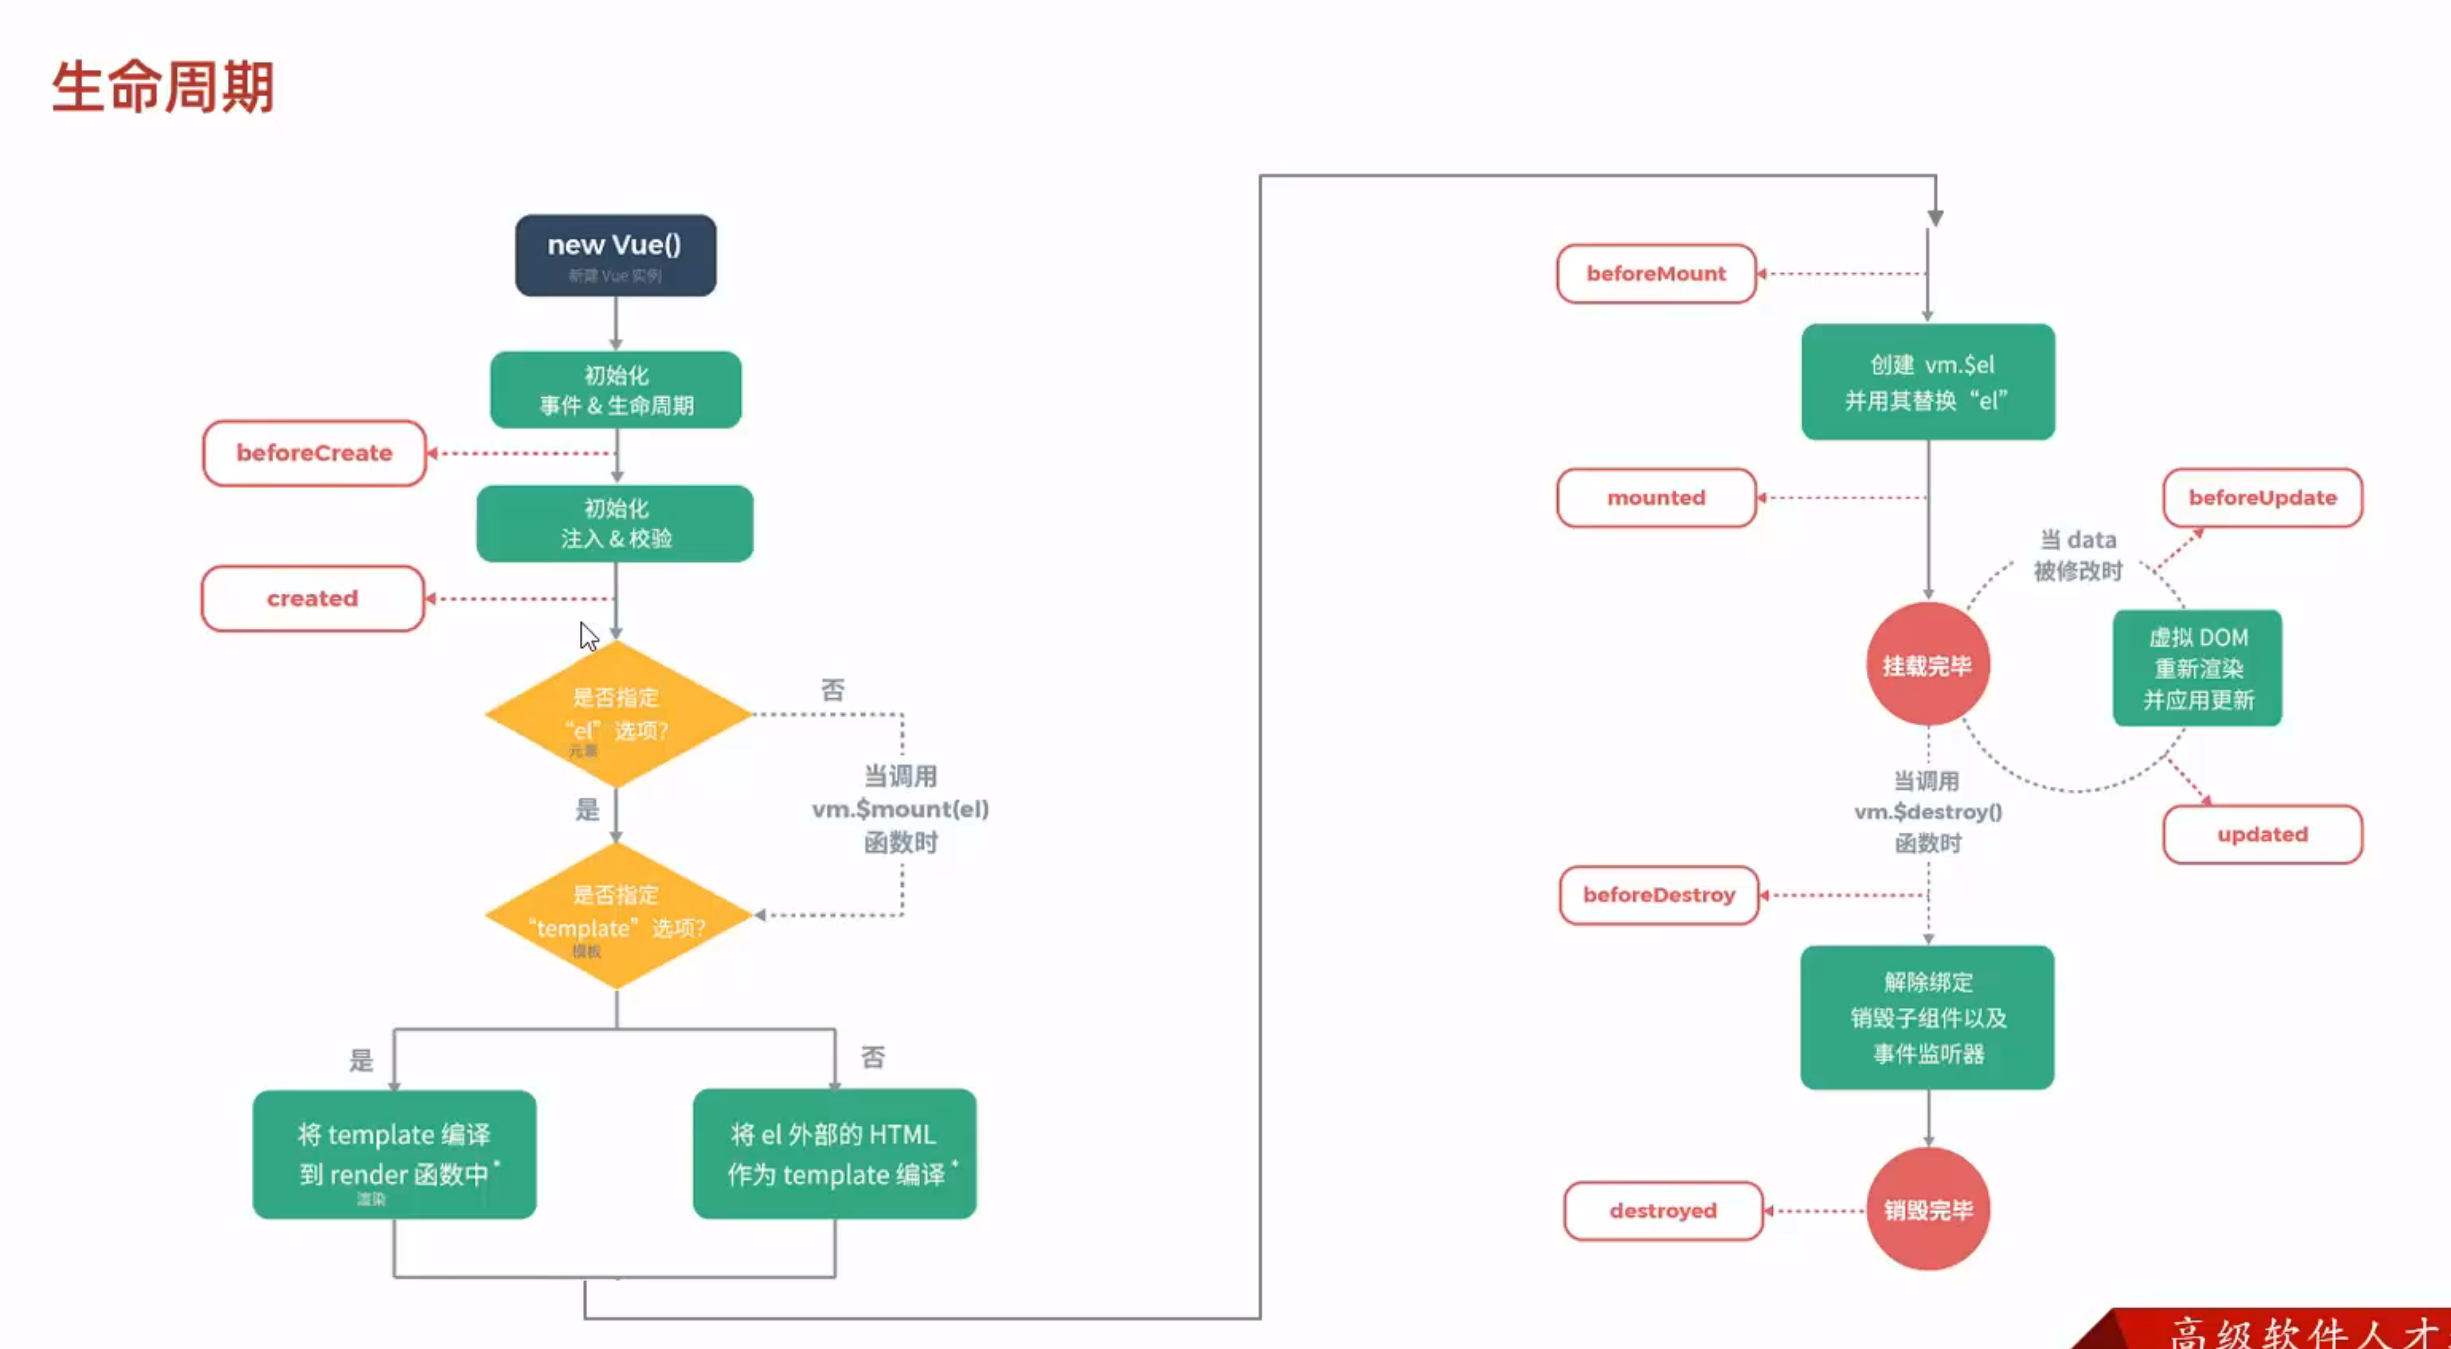 生命周期
new Vue()
新建 Vue 实例
初始化
事件 & 生命周期
beforeCreate
初始化
注入 & 校验
created
是否指定
“el” 选项?
元素
否
当调用
vm.$mount(el)
函数时
是
是否指定
“template” 选项?
模板
是
否
将 template 编译
到 render 函数中*
渲染
将 el 外部的 HTML
作为 template 编译*
beforeMount
创建 vm.$el
并用其替换 “el”
mounted
beforeUpdate
当 data
被修改时
挂载完毕
虚拟 DOM
重新渲染
并应用更新
updated
当调用
vm.$destroy()
函数时
beforeDestroy
解除绑定
销毁子组件以及
事件监听器
销毁完毕
destroyed
高级软件人才